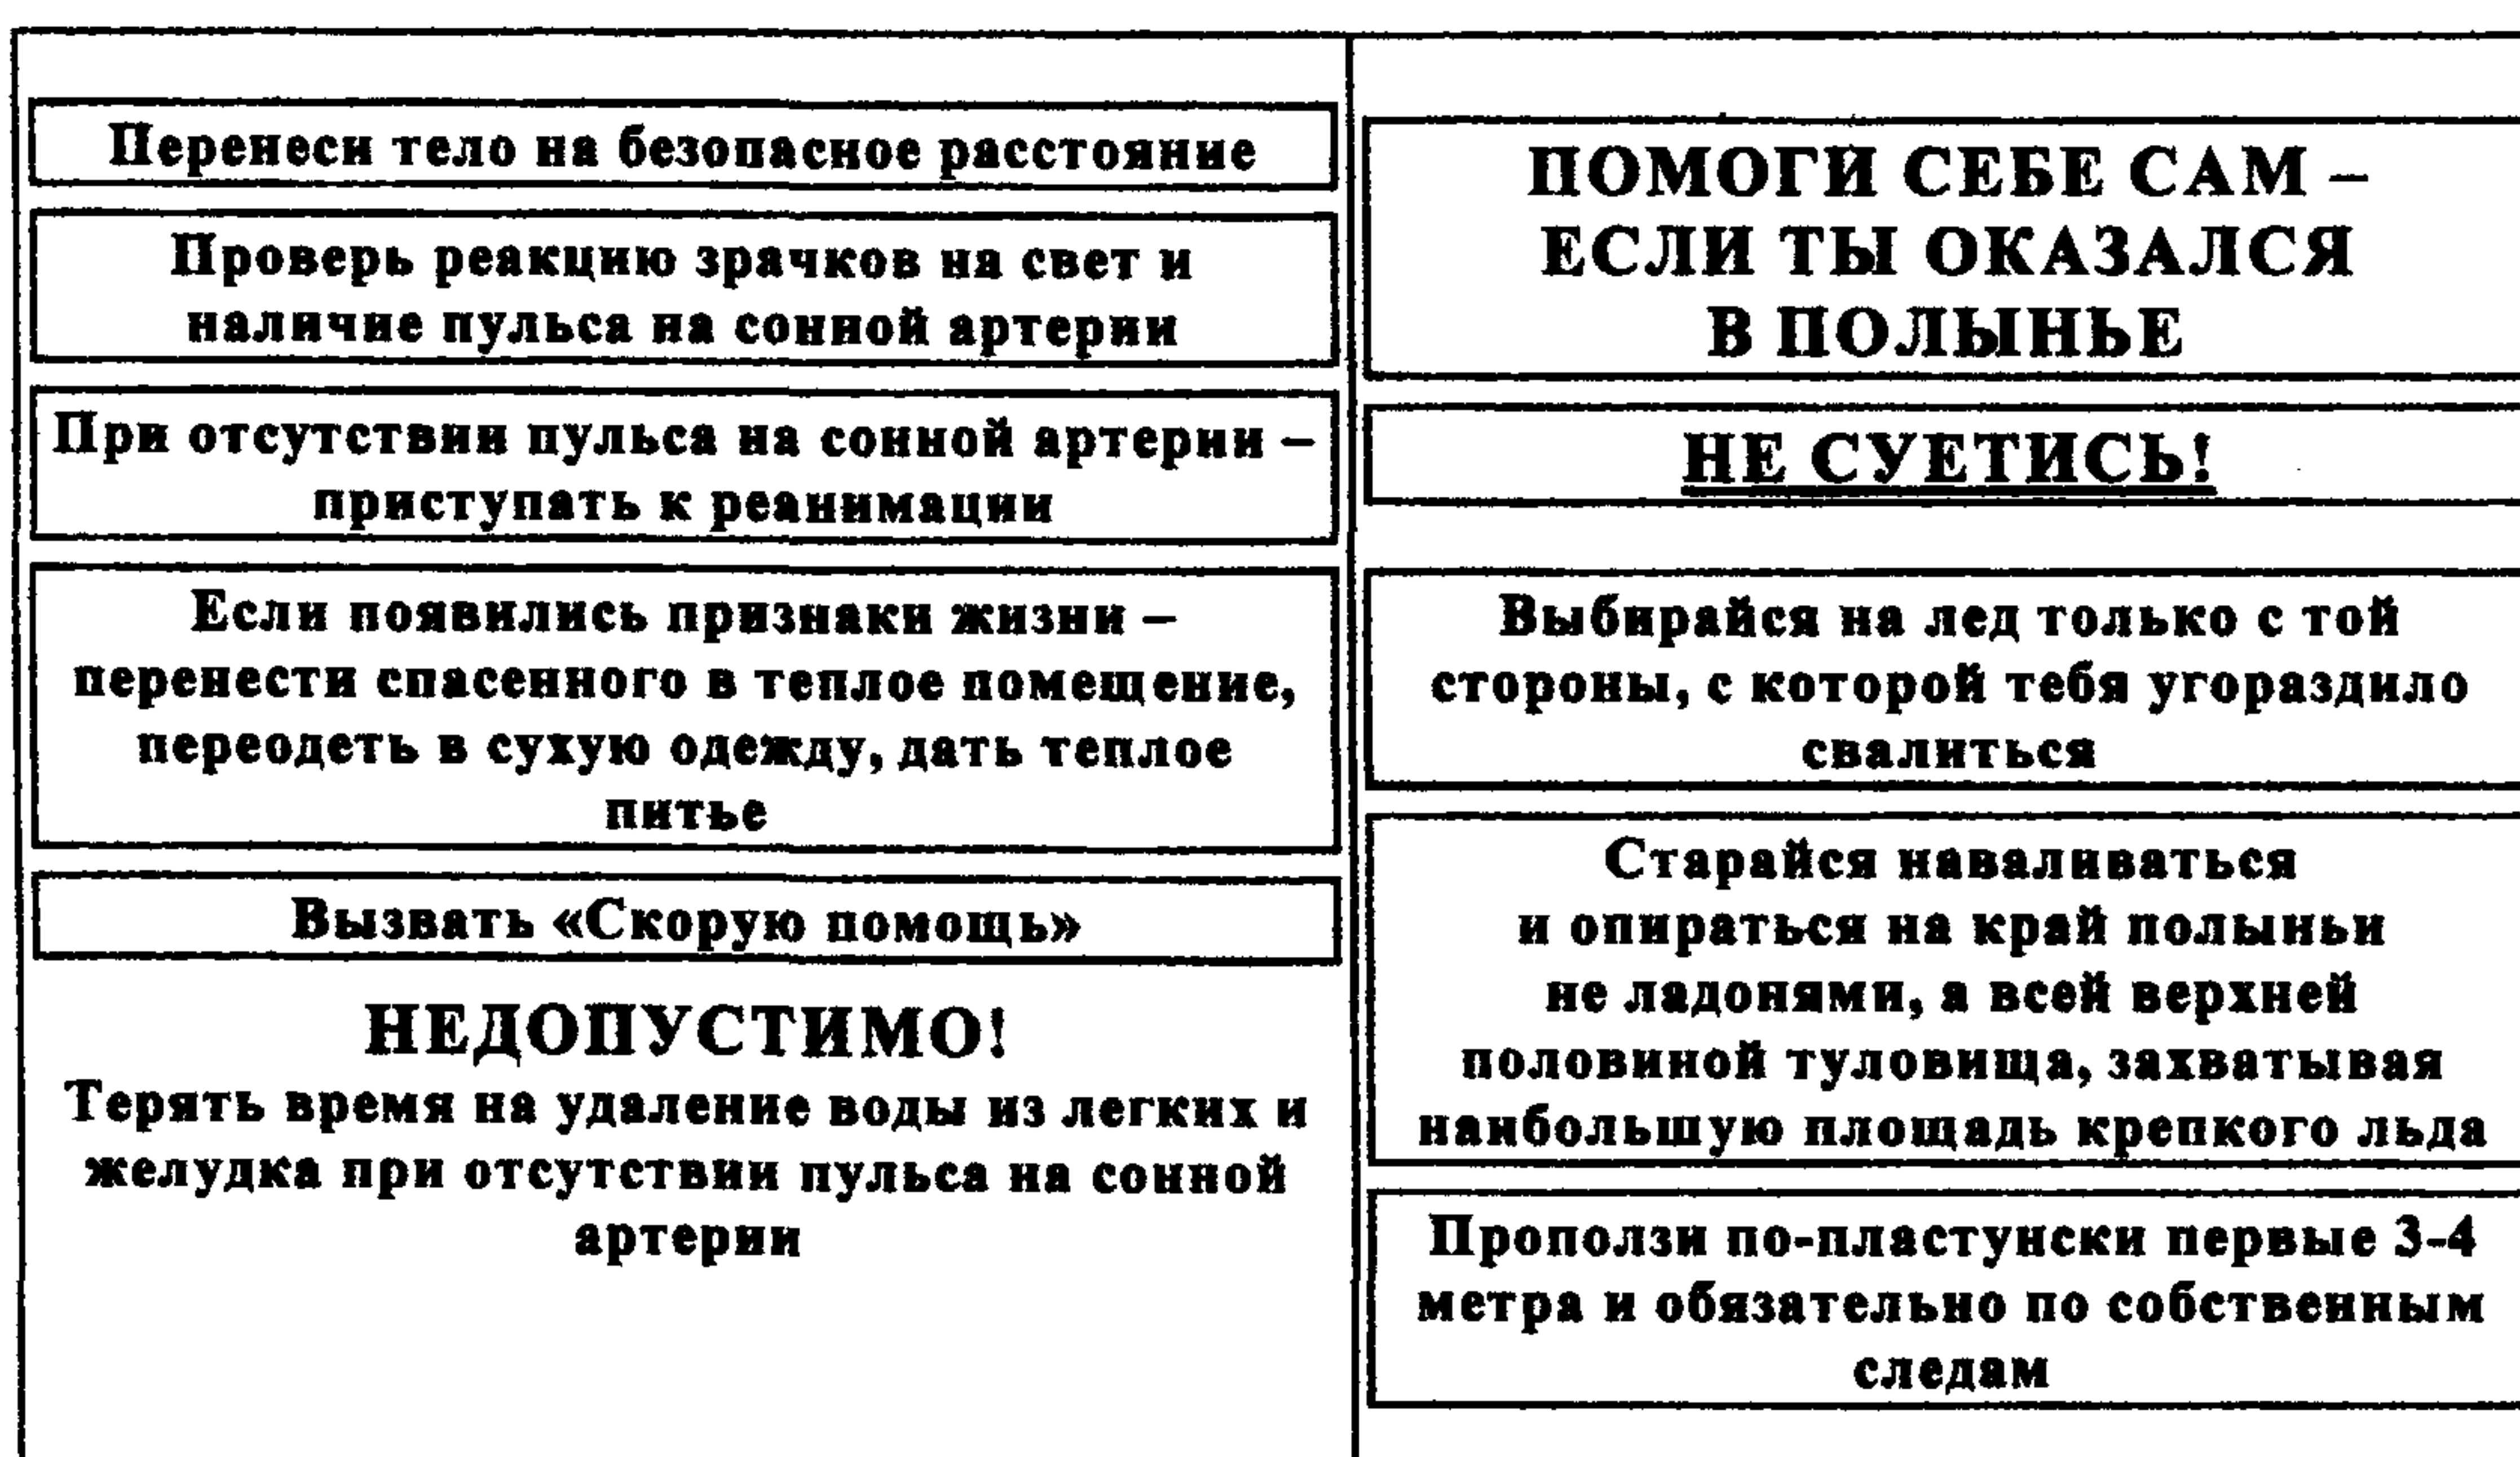 Перенеси тело на безопасное расстояние
Проверь реакцию зрачков на свет и
наличие пульса на сонной артерии
При отсутствии пульса на сонной артерии –
приступать к реанимации
Если появились признаки жизни –
перенести спасенного в теплое помещение,
переодеть в сухую одежду, дать теплое
питье
Вызвать «Скорую помощь»
НЕДОПУСТИМО!
Терять время на удаление воды из легких и
желудка при отсутствии пульса на сонной
артерии
ПОМОГИ СЕБЕ САМ –
ЕСЛИ ТЫ ОКАЗАЛСЯ
В ПОЛЫНЬЕ
НЕ СУЕТИСЬ!
Выбирайся на лед только с той
стороны, с которой тебя угораздило
свалиться
Старайся наваливаться
и опираться на край полыньи
не ладонями, а всей верхней
половиной туловища, захватывая
наибольшую площадь крепкого льда
Проползи по-пластунски первые 3-4
метра и обязательно по собственным
следам